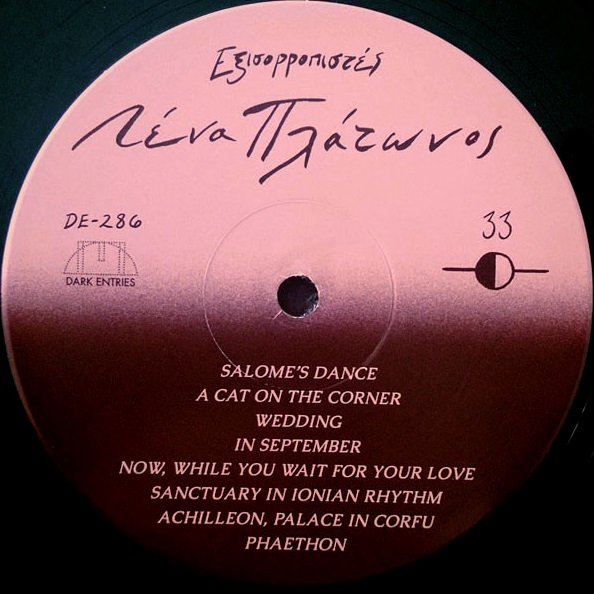 Εξισορροπιστές
Λένα Πλάτωνος
DE-286
33
DARK ENTRIES
SALOME'S DANCE
A CAT ON THE CORNER
WEDDING
IN SEPTEMBER
NOW, WHILE YOU WAIT FOR YOUR LOVE
SANCTUARY IN IONIAN RHYTHM
ACHILLEON, PALACE IN CORFU
PHAETHON